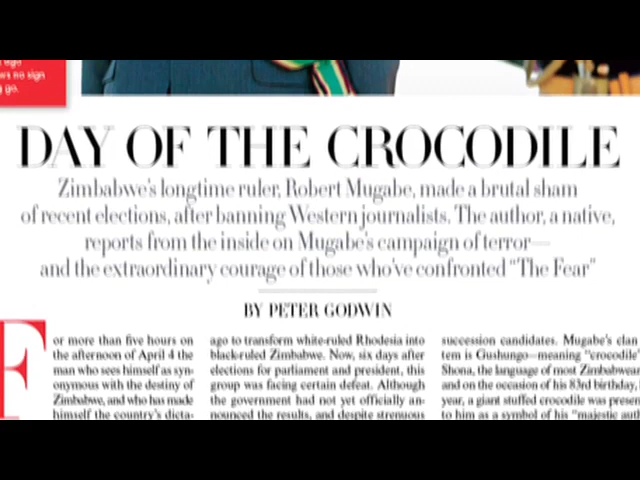 ago
ws no sign
go.
DAY OF THE CROCODILE
Zimbabwe's longtime ruler, Robert Mugabe, made a brutal sham
of recent elections, after banning Western journalists. The author, a native,
reports from the inside on Mugabe's campaign of terror—
and the extraordinary courage of those who've confronted "The Fear"
BY PETER GODWIN
For more than five hours on
the afternoon of April 4 the
man who sees himself as syn-
onymous with the destiny of
Zimbabwe, and who has made
himself the country's dicta-
ago to transform white-ruled Rhodesia into
black-ruled Zimbabwe. Now, six days after
elections for parliament and president, this
group was facing certain defeat. Although
the government had not yet officially an-
nounced the results, and despite strenuous
succession candidates. Mugabe's clan
tem is Gushungo—meaning "crocodile"
Shona, the language of most Zimbabwean
and on the occasion of his 83rd birthday,
year, a giant stuffed crocodile was presen
to him as a symbol of his "majestic auth